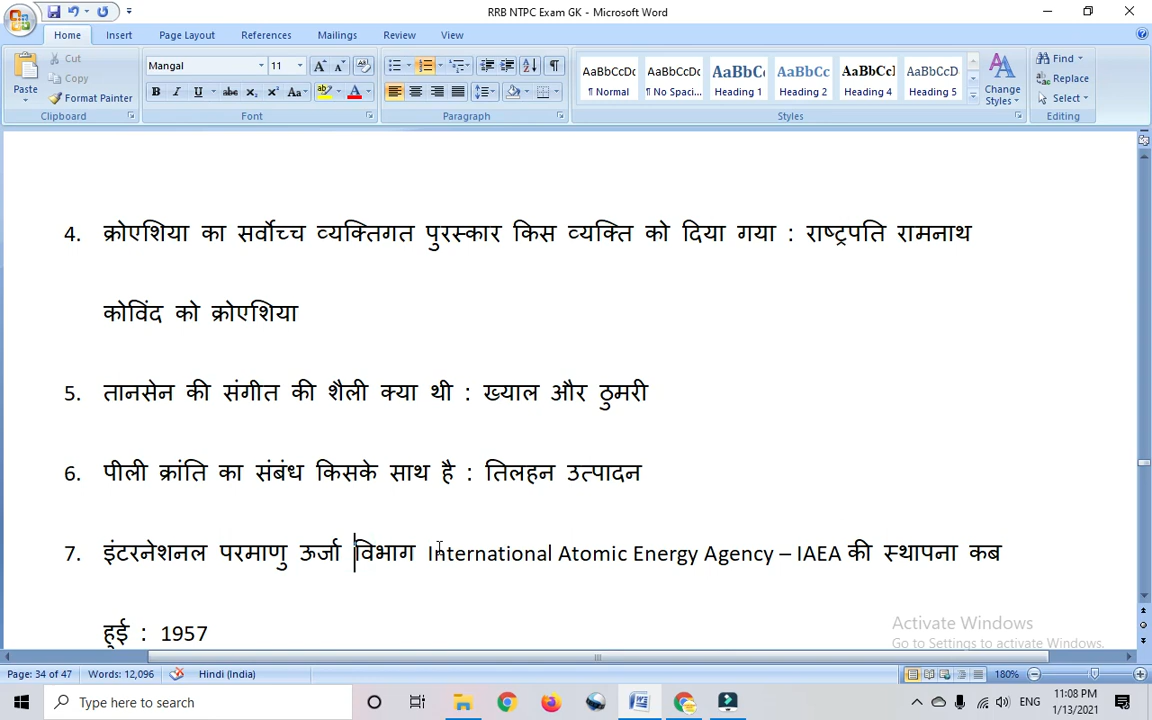 RRB NTPC Exam GK - Microsoft Word
Home Insert Page Layout References Mailings Review View
Paste
Cut
Copy
Format Painter
Clipboard
Mangal 11
Font
Paragraph
AaBbCcDc AaBbCcDc AaBbC AaBbCc AaBbCcI AaBbCcD
¶ Normal ¶ No Spaci... Heading 1 Heading 2 Heading 4 Heading 5
Change Styles
Styles
Find
Replace
Select
Editing
4. क्रोएशिया का सर्वोच्च व्यक्तिगत पुरस्कार किस व्यक्ति को दिया गया : राष्ट्रपति रामनाथ
कोविंद को क्रोएशिया
5. तानसेन की संगीत की शैली क्या थी : ख्याल और ठुमरी
6. पीली क्रांति का संबंध किसके साथ है : तिलहन उत्पादन
7. इंटरनेशनल परमाणु ऊर्जा विभाग International Atomic Energy Agency – IAEA की स्थापना कब
हुई : 1957
Activate Windows
Go to Settings to activate Windows.
Page: 34 of 47 Words: 12,096 Hindi (India) 180%
Type here to search
ENG
11:08 PM
1/13/2021